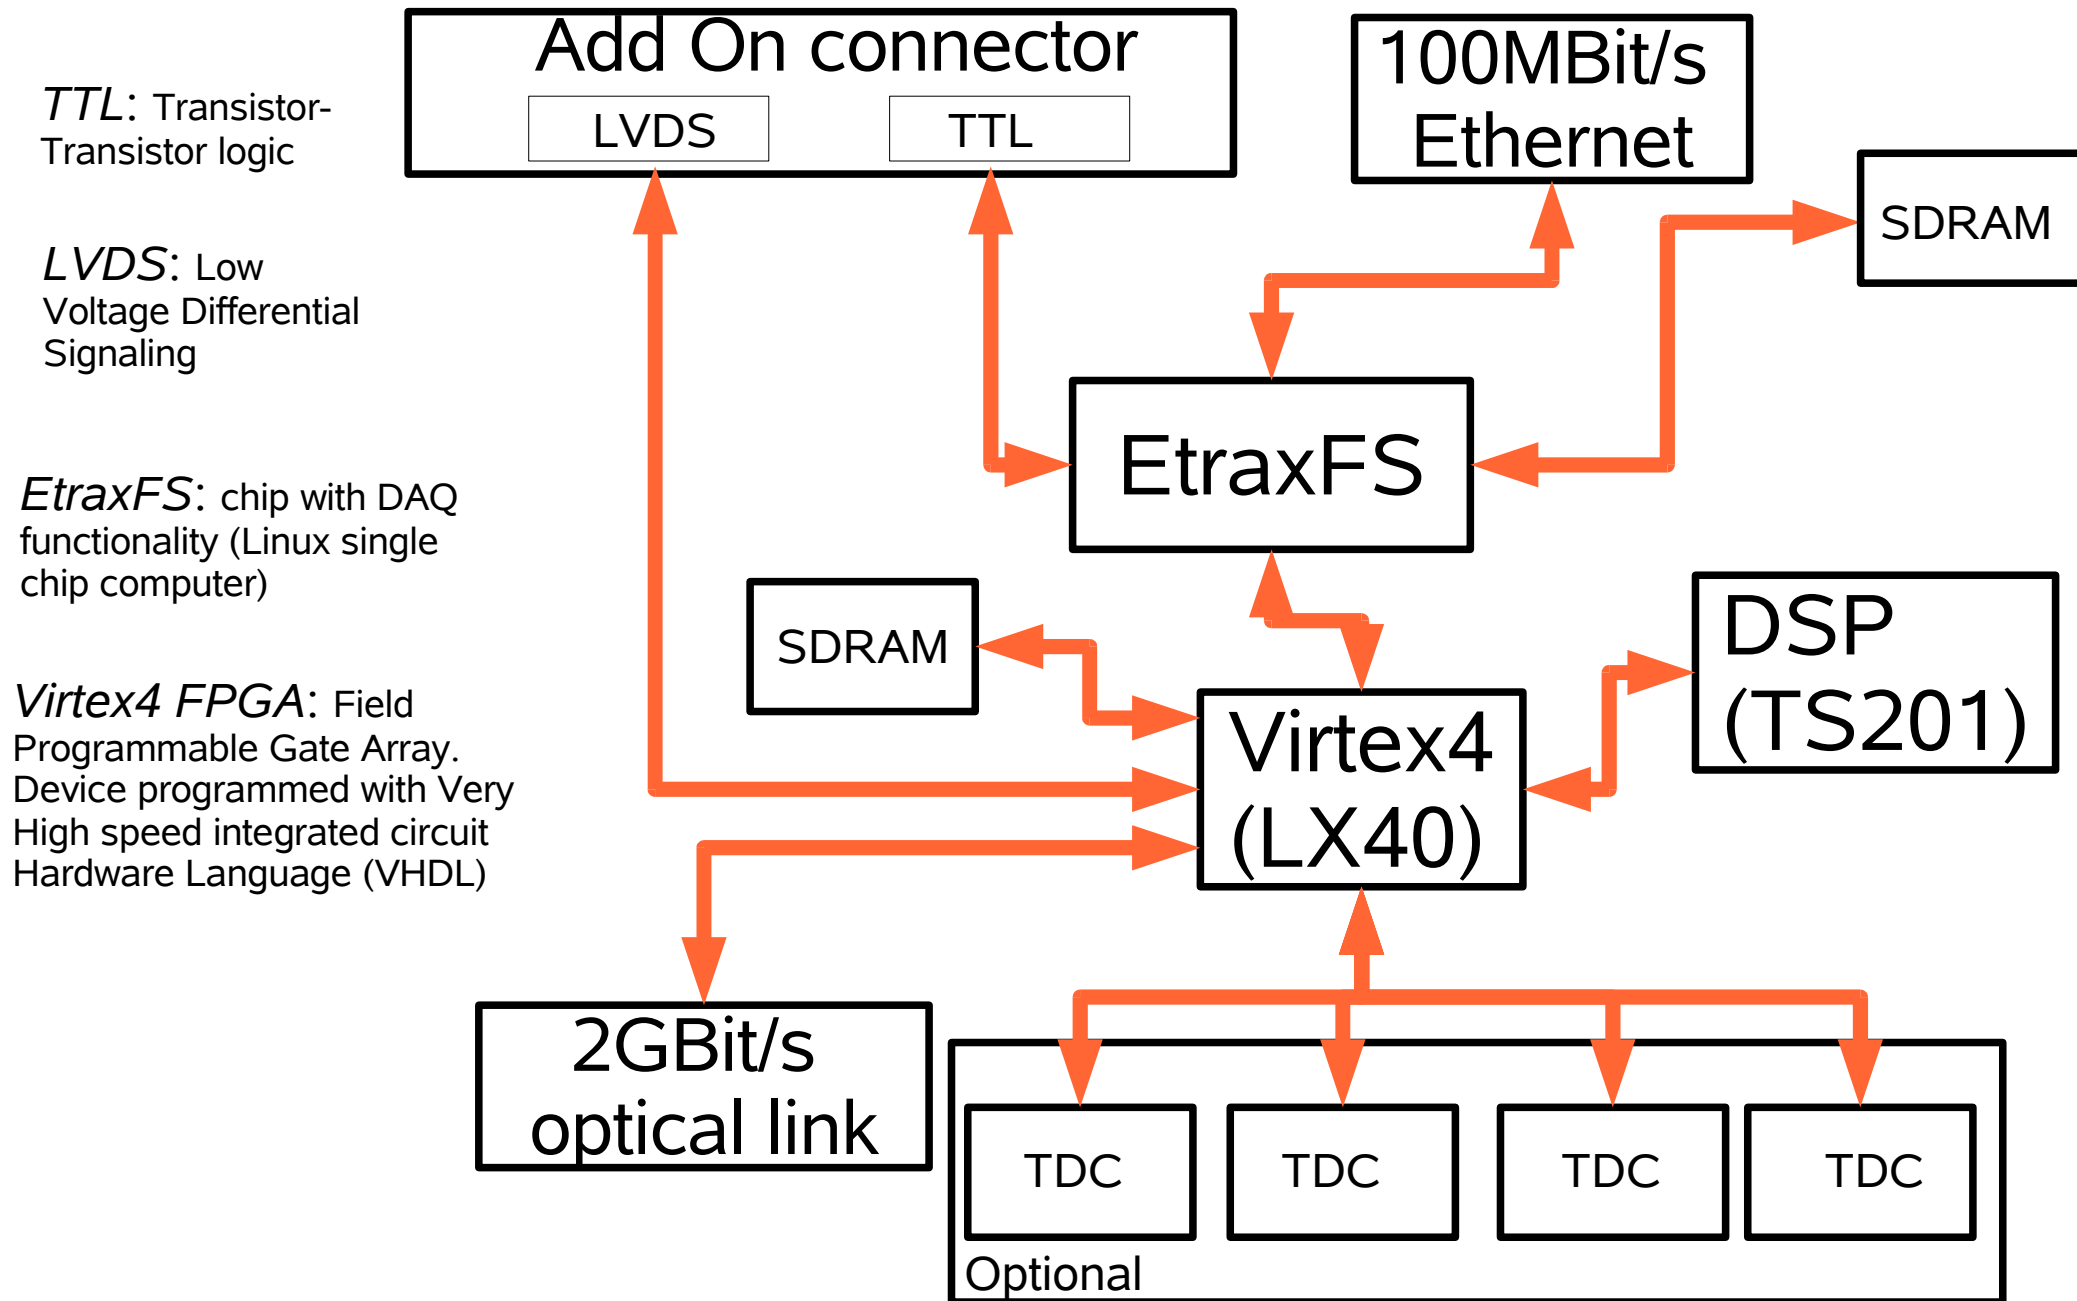 Add On connector
LVDS
TTL
100MBit/s
Ethernet
SDRAM
TTL: Transistor-
Transistor logic
LVDS: Low
Voltage Differential
Signaling
EtraxFS: chip with DAQ
functionality (Linux single
chip computer)
Virtex4 FPGA: Field
Programmable Gate Array.
Device programmed with Very
High speed integrated circuit
Hardware Language (VHDL)
EtraxFS
SDRAM
DSP
(TS201)
Virtex4
(LX40)
2GBit/s
optical link
TDC
TDC
TDC
TDC
Optional